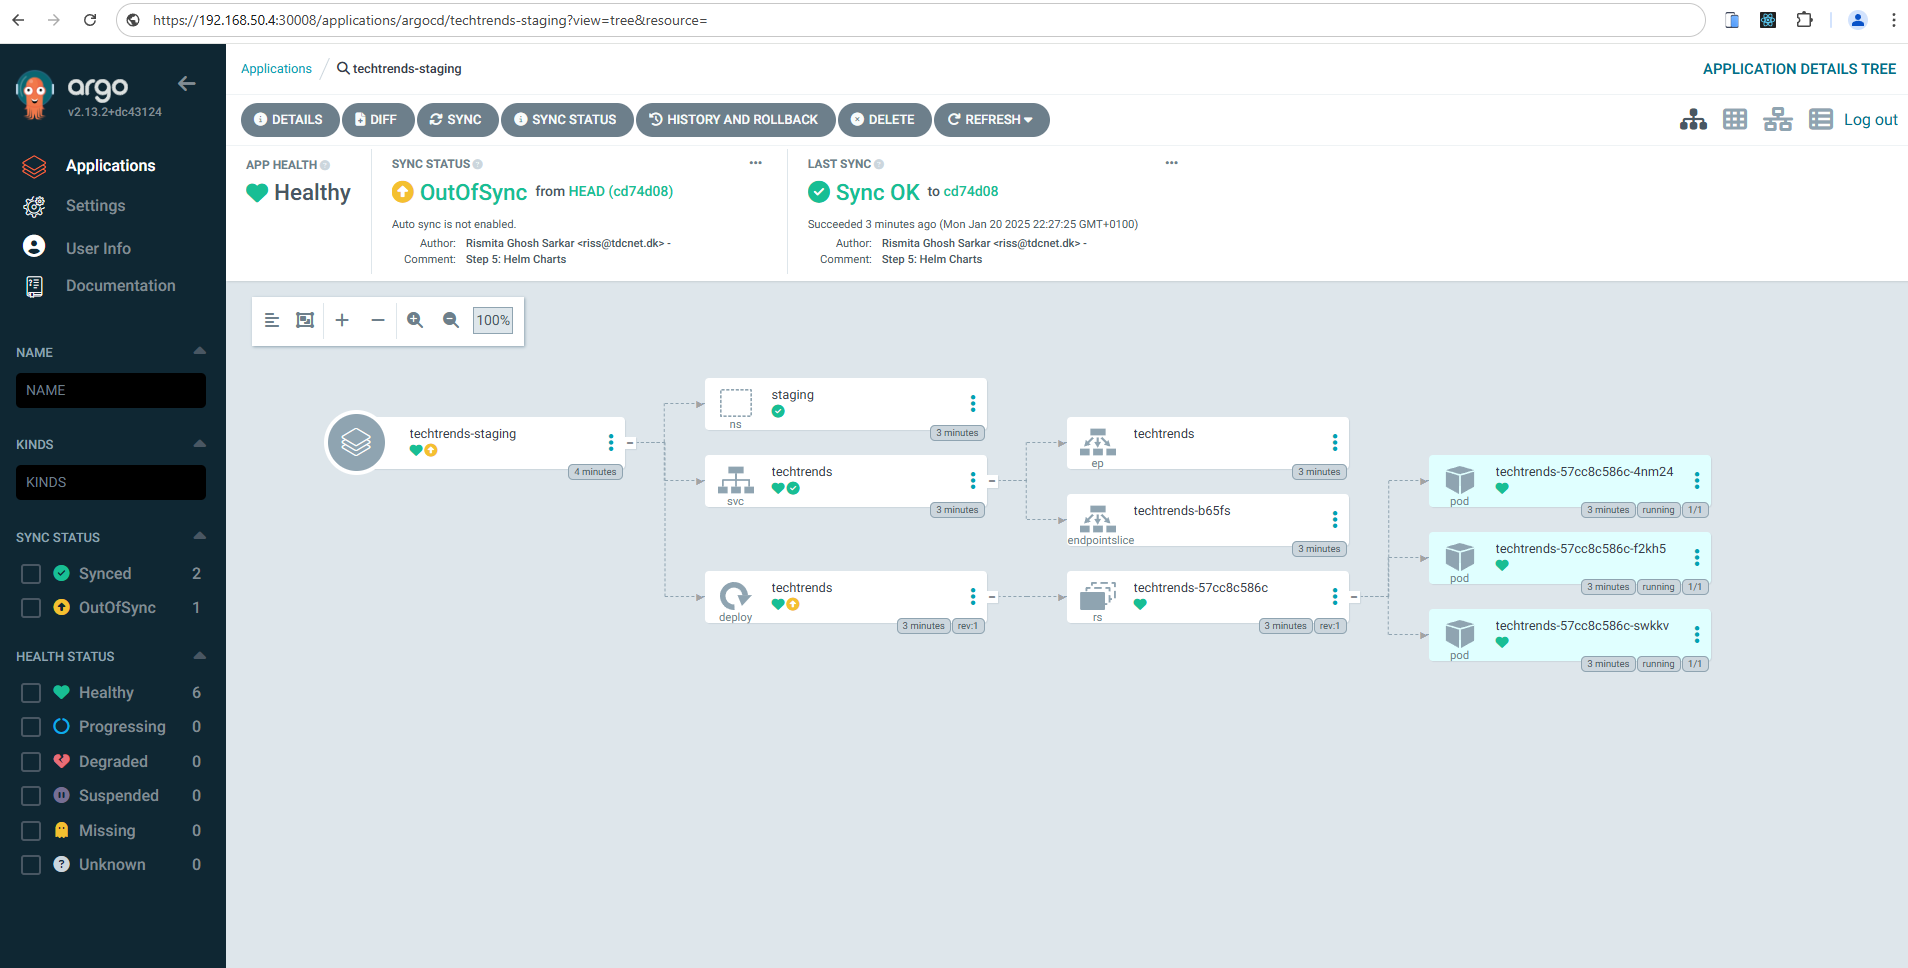 https://192.168.50.4:30008/applications/argocd/techtrends-staging?view=tree&resource=
argo
v2.13.2+dc43124
Applications
Settings
User Info
Documentation
NAME
NAME
KINDS
KINDS
SYNC STATUS
Synced 2
OutOfSync 1
HEALTH STATUS
Healthy 6
Progressing 0
Degraded 0
Suspended 0
Missing 0
Unknown 0
Applications / techtrends-staging
APPLICATION DETAILS TREE
DETAILS DIFF SYNC SYNC STATUS HISTORY AND ROLLBACK DELETE REFRESH
Log out
APP HEALTH
Healthy
SYNC STATUS
OutOfSync from HEAD (cd74d08)
Auto sync is not enabled.
Author: Rismita Ghosh Sarkar <riss@tdcnet.dk> -
Comment: Step 5: Helm Charts
LAST SYNC
Sync OK to cd74d08
Succeeded 3 minutes ago (Mon Jan 20 2025 22:27:25 GMT+0100)
Author: Rismita Ghosh Sarkar <riss@tdcnet.dk> -
Comment: Step 5: Helm Charts
100%
techtrends-staging
4 minutes
staging
ns
3 minutes
techtrends
svc
3 minutes
techtrends
deploy
3 minutes rev:1
techtrends
ep
3 minutes
techtrends-b65fs
endpointslice
3 minutes
techtrends-57cc8c586c
rs
3 minutes rev:1
techtrends-57cc8c586c-4nm24
pod
3 minutes running 1/1
techtrends-57cc8c586c-f2kh5
pod
3 minutes running 1/1
techtrends-57cc8c586c-swkkv
pod
3 minutes running 1/1